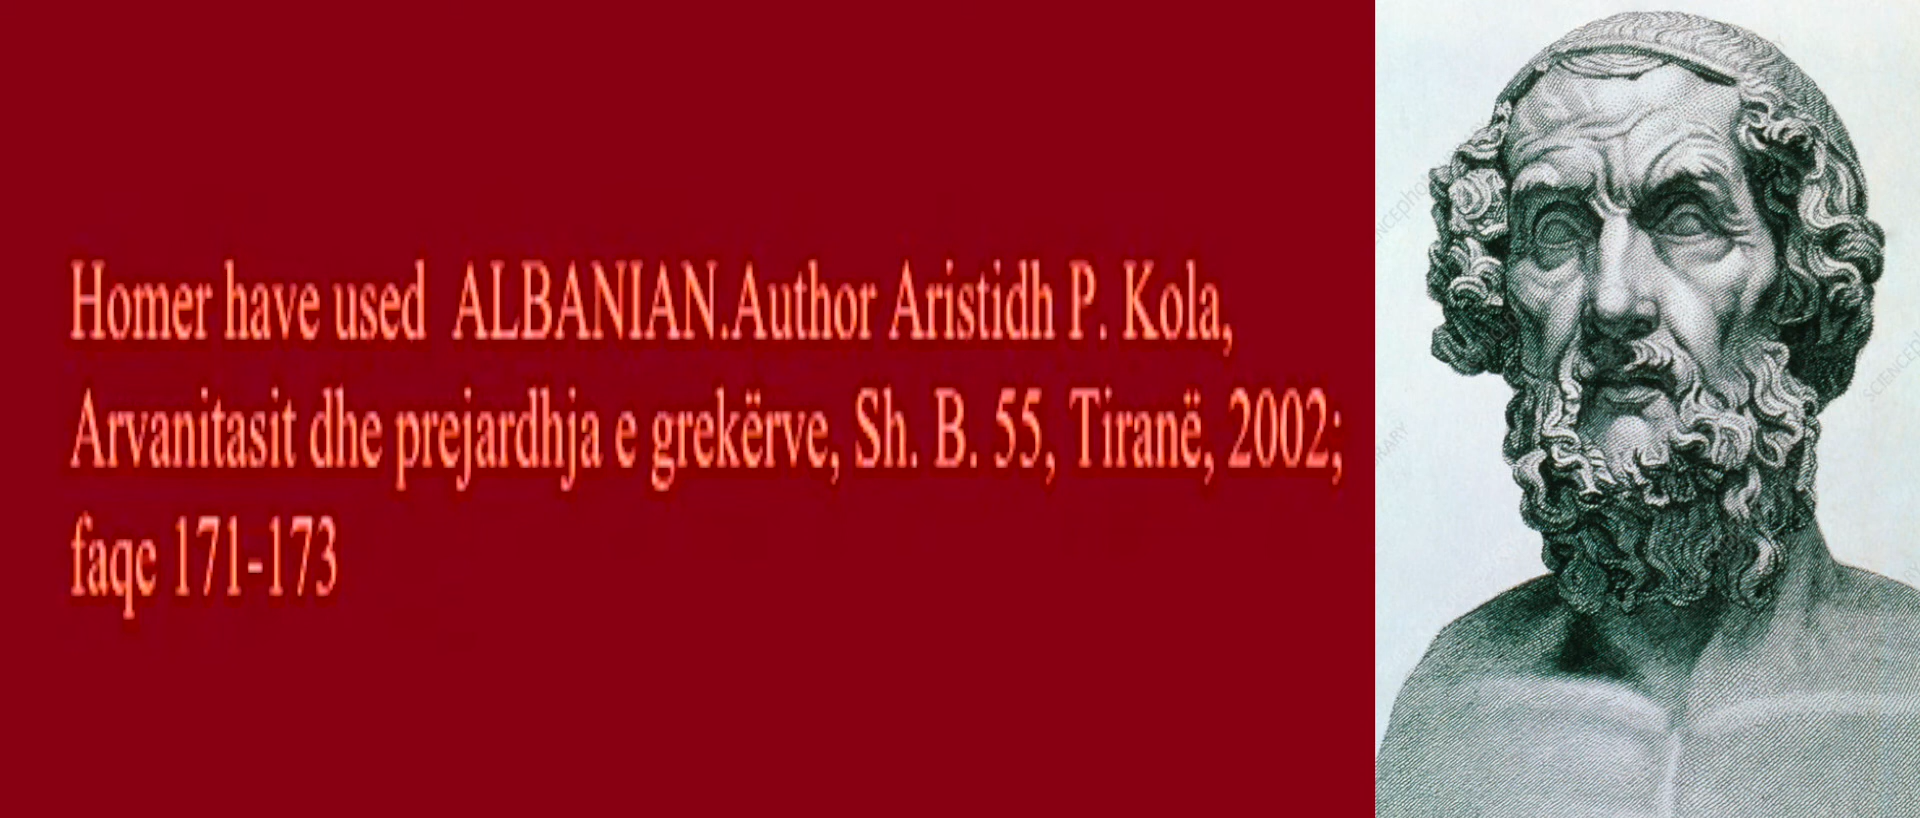 Homer have used ALBANIAN.Author Aristidh P. Kola,
Arvanitasit dhe prejardhja e grekërve, Sh. B. 55, Tiranë, 2002;
faqe 171-173